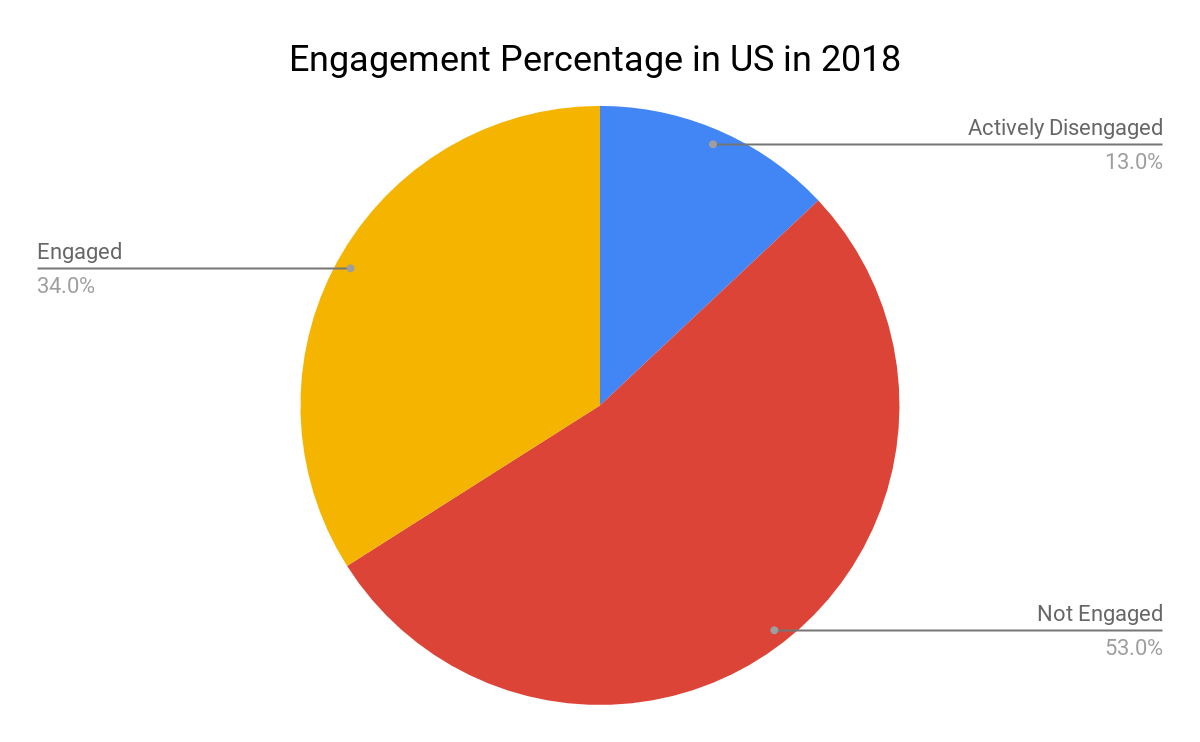 Engagement Percentage in US in 2018
Actively Disengaged
13.0%
Engaged
34.0%
Not Engaged
53.0%